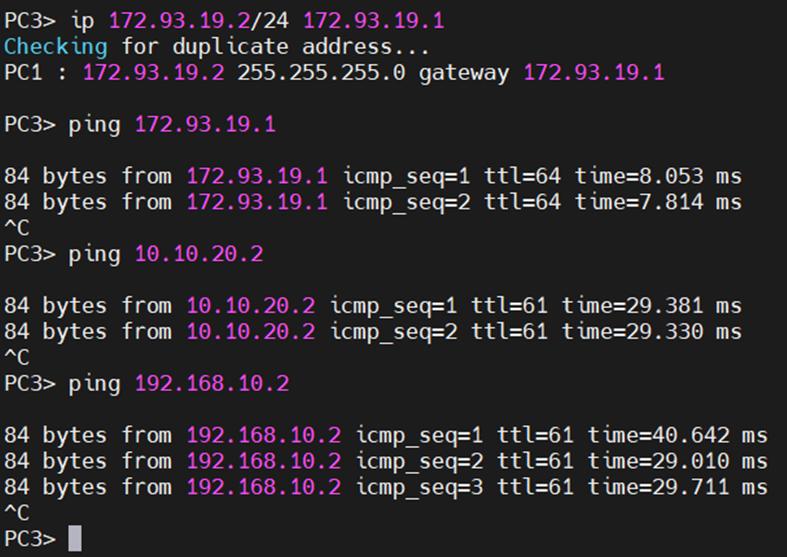 PC3> ip 172.93.19.2/24 172.93.19.1
Checking for duplicate address...
PC1 : 172.93.19.2 255.255.255.0 gateway 172.93.19.1
PC3> ping 172.93.19.1
84 bytes from 172.93.19.1 icmp_seq=1 ttl=64 time=8.053 ms
84 bytes from 172.93.19.1 icmp_seq=2 ttl=64 time=7.814 ms
^C
PC3> ping 10.10.20.2
84 bytes from 10.10.20.2 icmp_seq=1 ttl=61 time=29.381 ms
84 bytes from 10.10.20.2 icmp_seq=2 ttl=61 time=29.330 ms
^C
PC3> ping 192.168.10.2
84 bytes from 192.168.10.2 icmp_seq=1 ttl=61 time=40.642 ms
84 bytes from 192.168.10.2 icmp_seq=2 ttl=61 time=29.010 ms
84 bytes from 192.168.10.2 icmp_seq=3 ttl=61 time=29.711 ms
^C
PC3>